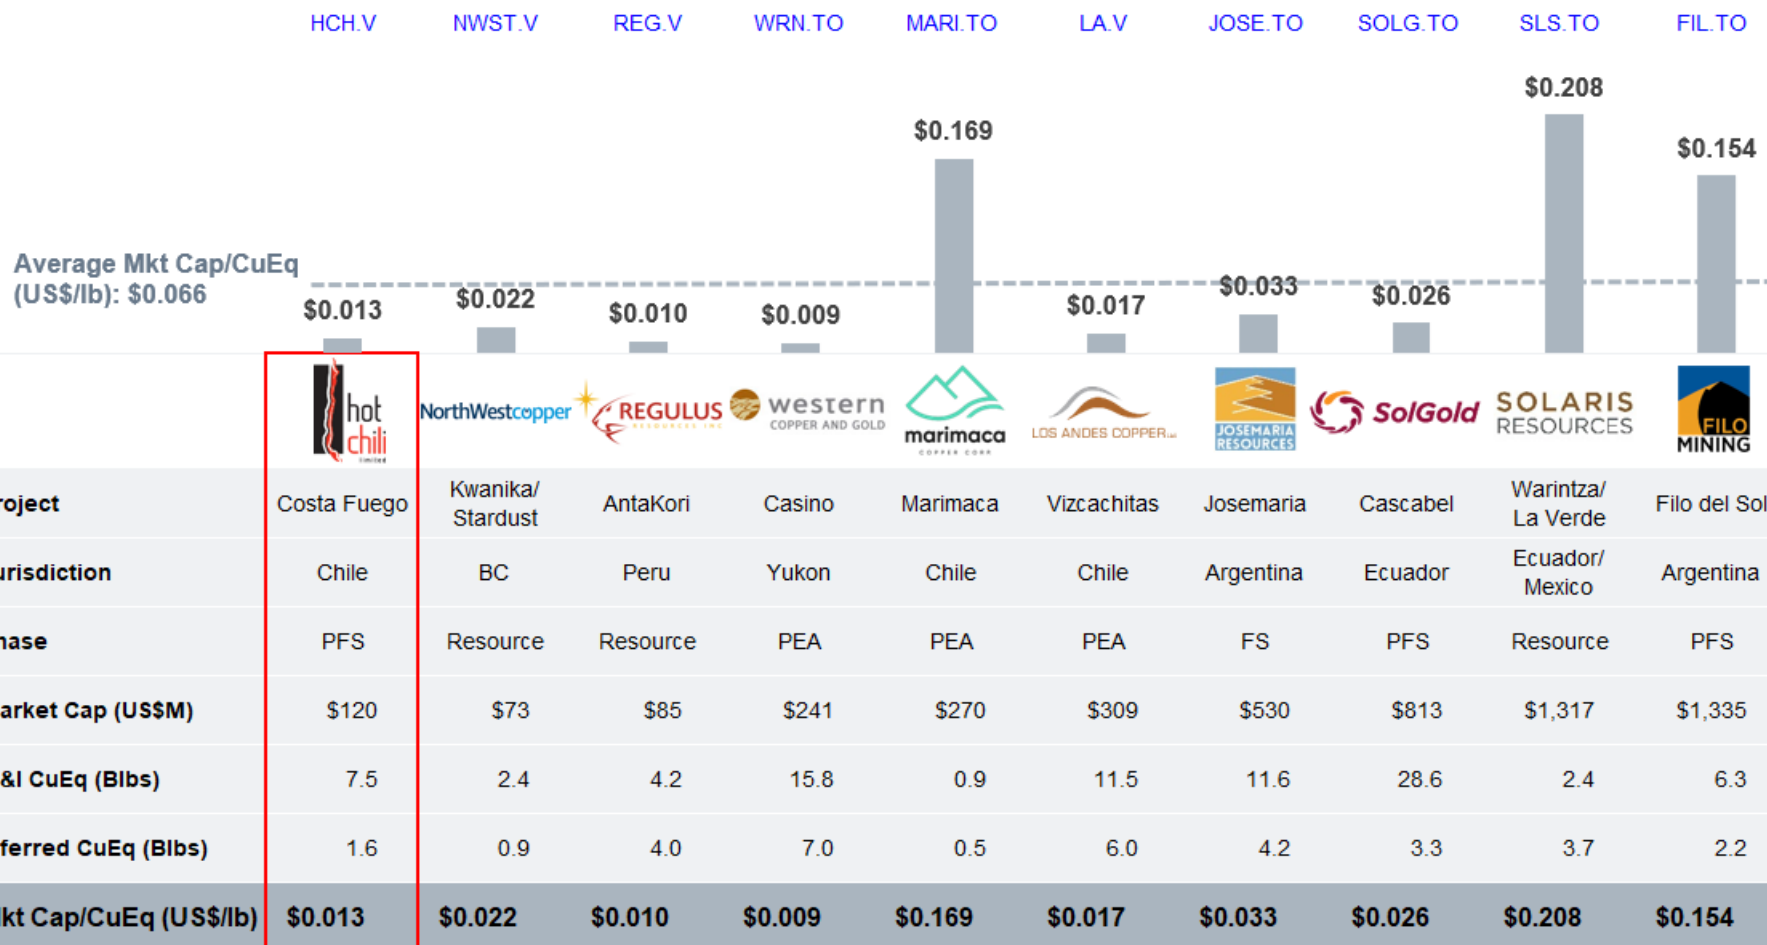 HCH.V NWST.V REG.V WRN.TO MARI.TO LA.V JOSE.TO SOLG.TO SLS.TO FIL.TO
$0.208
$0.169
$0.154
Average Mkt Cap/CuEq
(US$/lb): $0.066
$0.013 $0.022 $0.010 $0.009 $0.017 $0.033 $0.026
hot
chili
limited
NorthWestcopper
REGULUS
RESOURCES INC
western
COPPER AND GOLD
marimaca
COPPER CORP
LOS ANDES COPPER
JOSEMARIA
RESOURCES
SolGold
SOLARIS
RESOURCES
FILO
MINING
roject Costa Fuego Kwanika/ Stardust AntaKori Casino Marimaca Vizcachitas Josemaria Cascabel Warintza/ La Verde Filo del Sol
urisdiction Chile BC Peru Yukon Chile Chile Argentina Ecuador Ecuador/ Mexico Argentina
hase PFS Resource Resource PEA PEA PEA FS PFS Resource PFS
arket Cap (US$M) $120 $73 $85 $241 $270 $309 $530 $813 $1,317 $1,335
&I CuEq (Blbs) 7.5 2.4 4.2 15.8 0.9 11.5 11.6 28.6 2.4 6.3
ferred CuEq (Blbs) 1.6 0.9 4.0 7.0 0.5 6.0 4.2 3.3 3.7 2.2
kt Cap/CuEq (US$/lb) $0.013 $0.022 $0.010 $0.009 $0.169 $0.017 $0.033 $0.026 $0.208 $0.154